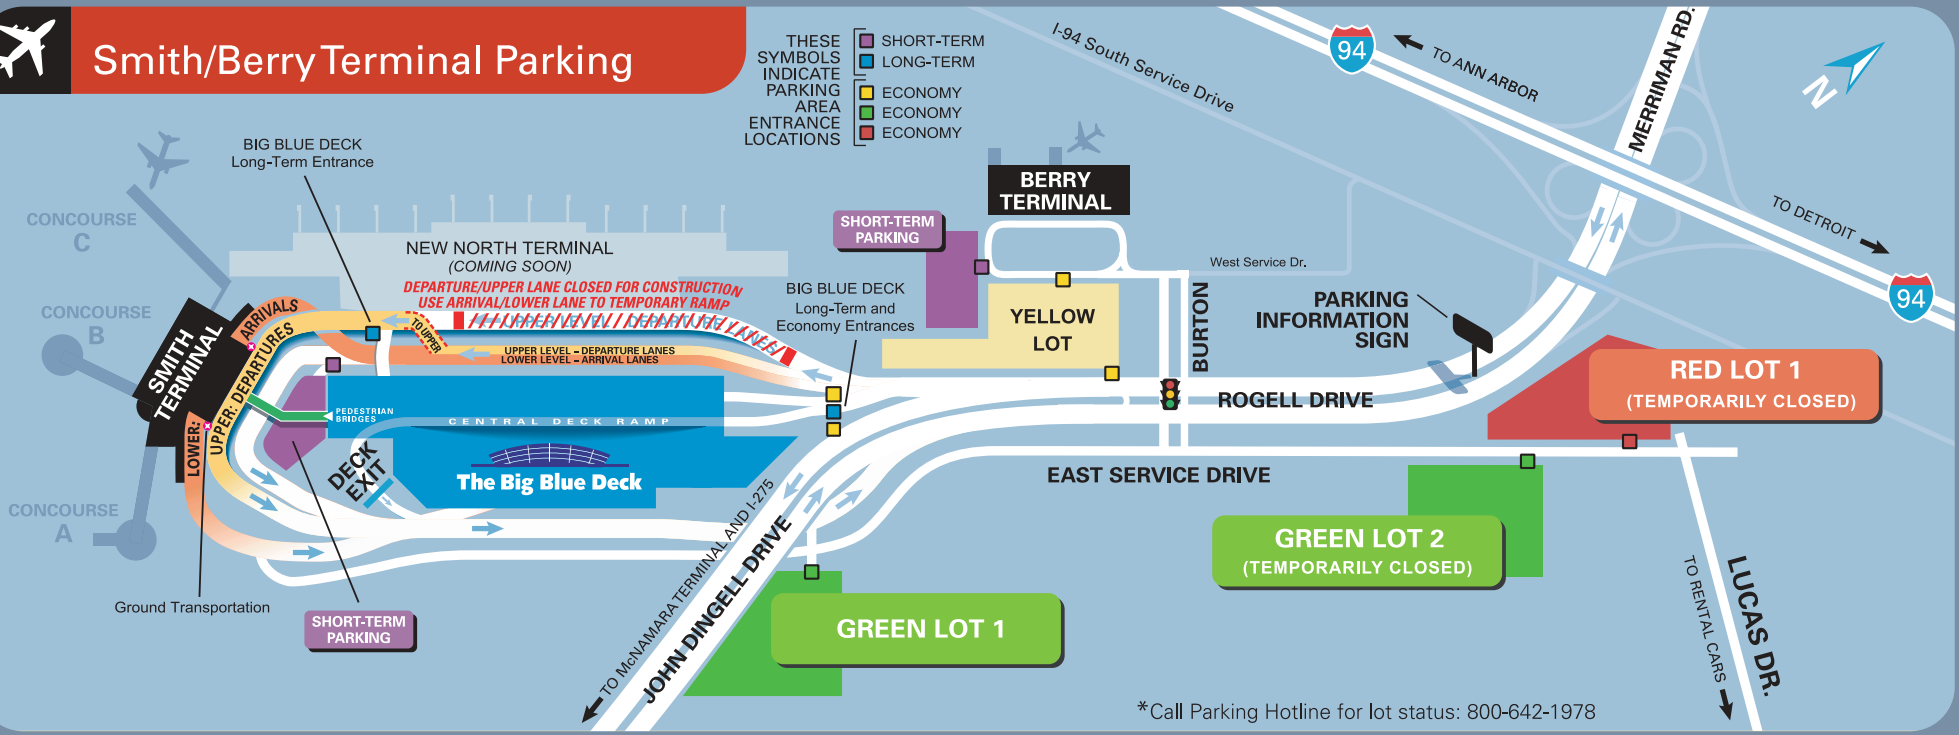 Smith/Berry Terminal Parking
THESE
SYMBOLS
INDICATE
PARKING
AREA
ENTRANCE
LOCATIONS
SHORT-TERM
LONG-TERM
ECONOMY
ECONOMY
ECONOMY
I-94 South Service Drive
94
TO ANN ARBOR
MERRIMAN RD.
N
TO DETROIT
94
BIG BLUE DECK
Long-Term Entrance
CONCOURSE
C
CONCOURSE
B
CONCOURSE
A
NEW NORTH TERMINAL
(COMING SOON)
DEPARTURE/UPPER LANE CLOSED FOR CONSTRUCTION
USE ARRIVAL/LOWER LANE TO TEMPORARY RAMP
UPPER LEVEL - DEPARTURE LANES
TO UPPER
UPPER LEVEL – DEPARTURE LANES
LOWER LEVEL – ARRIVAL LANES
SMITH
TERMINAL
ARRIVALS
UPPER: DEPARTURES
LOWER:
PEDESTRIAN
BRIDGES
CENTRAL DECK RAMP
The Big Blue Deck
DECK
EXIT
Ground Transportation
SHORT-TERM
PARKING
SHORT-TERM
PARKING
BERRY
TERMINAL
BIG BLUE DECK
Long-Term and
Economy Entrances
YELLOW
LOT
West Service Dr.
BURTON
PARKING
INFORMATION
SIGN
ROGELL DRIVE
RED LOT 1
(TEMPORARILY CLOSED)
EAST SERVICE DRIVE
GREEN LOT 2
(TEMPORARILY CLOSED)
TO McNAMARA TERMINAL AND I-275
JOHN DINGELL DRIVE
GREEN LOT 1
TO RENTAL CARS
LUCAS DR.
*Call Parking Hotline for lot status: 800-642-1978